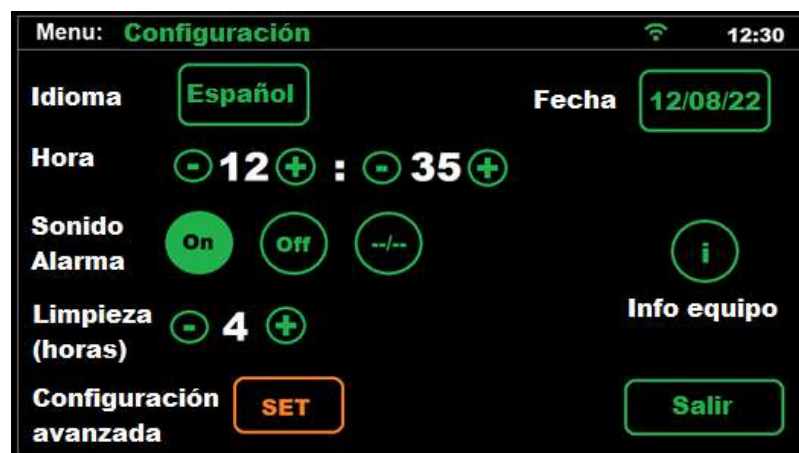 Menu: Configuración 12:30
Idioma Español Fecha 12/08/22
Hora - 12 + : - 35 +
Sonido
Alarma On Off --/-- i
Limpieza
(horas) - 4 + Info equipo
Configuración
avanzada SET Salir